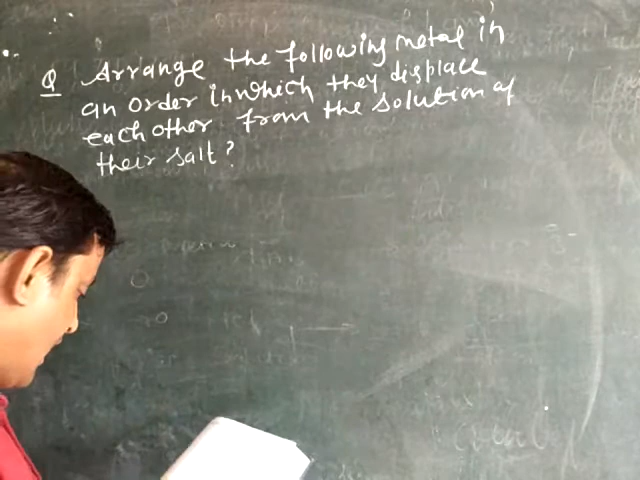 Q Arrange the following metal in
an order in which they displace
each other from the solution of
their salt?